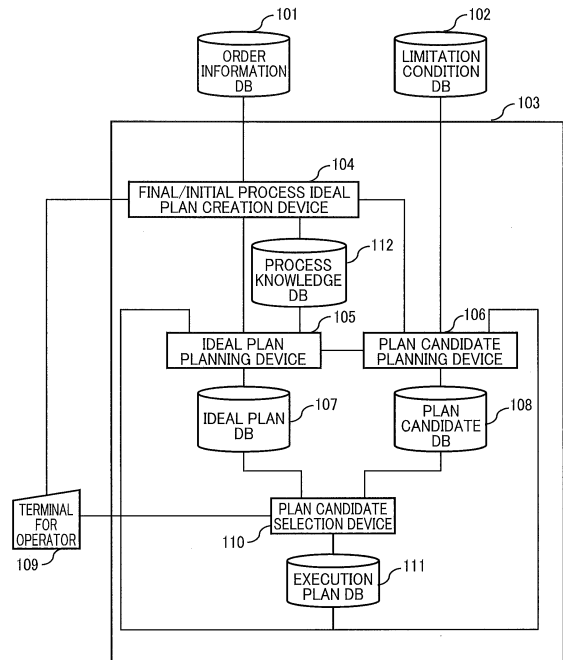 101
102
ORDER
INFORMATION
DB
LIMITATION
CONDITION
DB
103
104
FINAL/INITIAL PROCESS IDEAL
PLAN CREATION DEVICE
PROCESS
KNOWLEDGE
DB
112
105
106
IDEAL PLAN
PLANNING DEVICE
PLAN CANDIDATE
PLANNING DEVICE
IDEAL PLAN
DB
107
PLAN
CANDIDATE
DB
108
TERMINAL
FOR
OPERATOR
109
PLAN CANDIDATE
SELECTION DEVICE
110
EXECUTION
PLAN DB
111